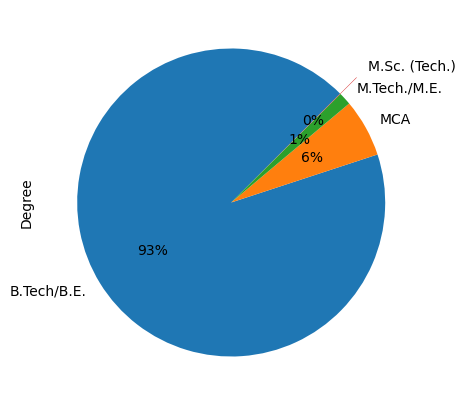 M.Sc. (Tech.)
M.Tech./M.E.
MCA
0%
1%
6%
Degree
93%
B.Tech/B.E.